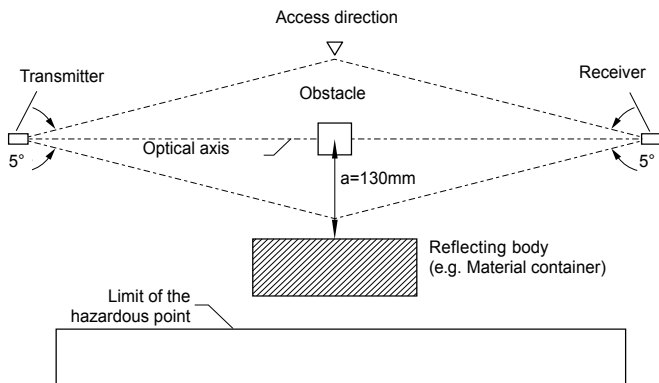 Access direction
Transmitter
Receiver
Obstacle
Optical axis
5°
5°
a=130mm
Reflecting body
(e.g. Material container)
Limit of the
hazardous point